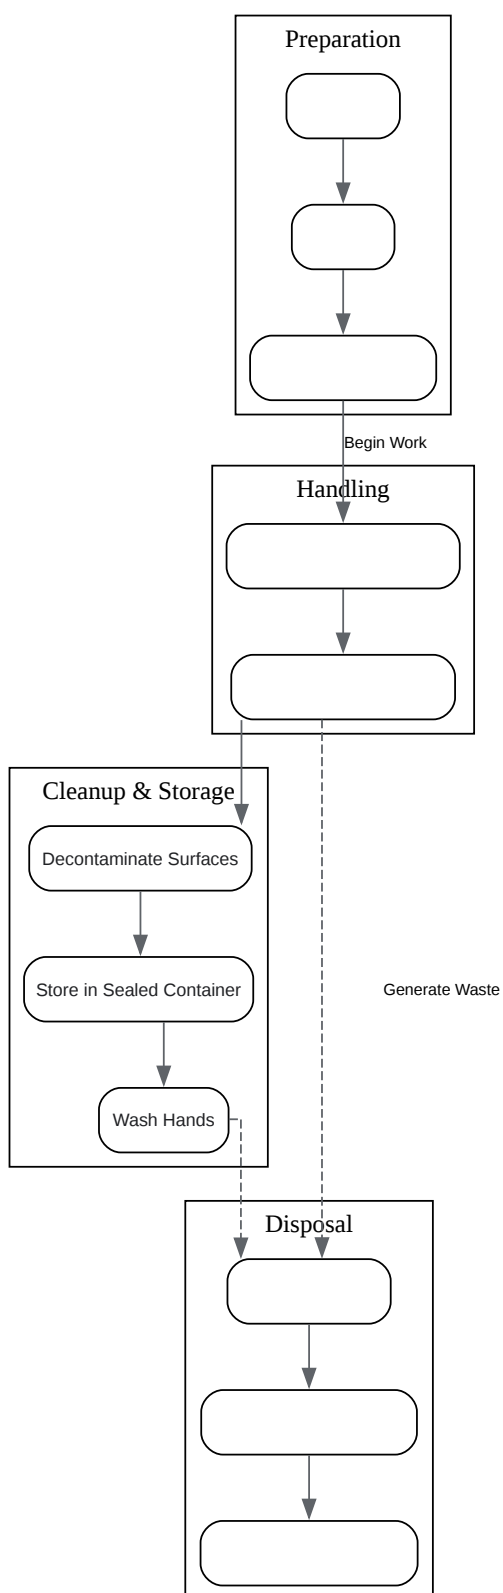 Preparation
Begin Work
Handling
Cleanup & Storage
Decontaminate Surfaces
Store in Sealed Container
Generate Waste
Wash Hands
Disposal